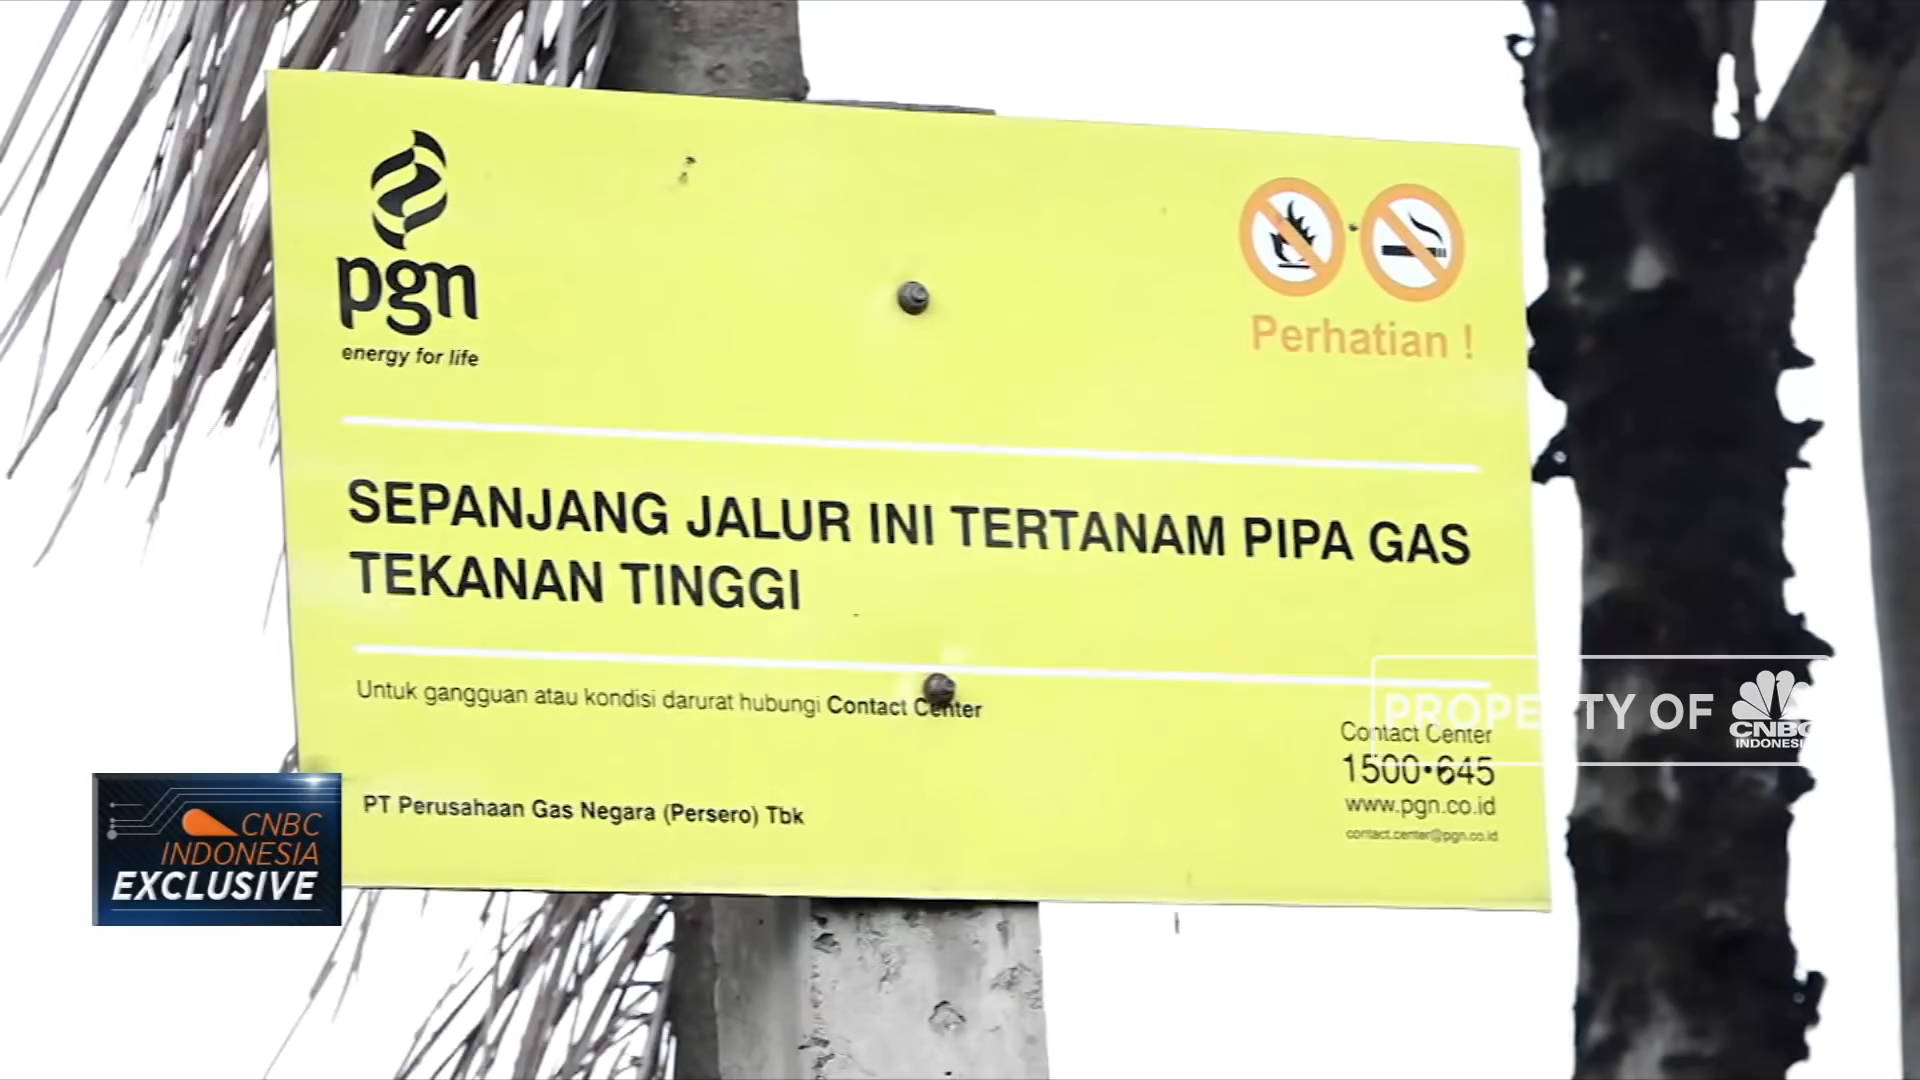 pgn
energy for life
Perhatian !
SEPANJANG JALUR INI TERTANAM PIPA GAS
TEKANAN TINGGI
Untuk gangguan atau kondisi darurat hubungi Contact Center
Contact Center
1500•645
www.pgn.co.id
contact.center@pgn.co.id
PT Perusahaan Gas Negara (Persero) Tbk
PROPERTY OF
CNBC
INDONESIA
CNBC
INDONESIA
EXCLUSIVE